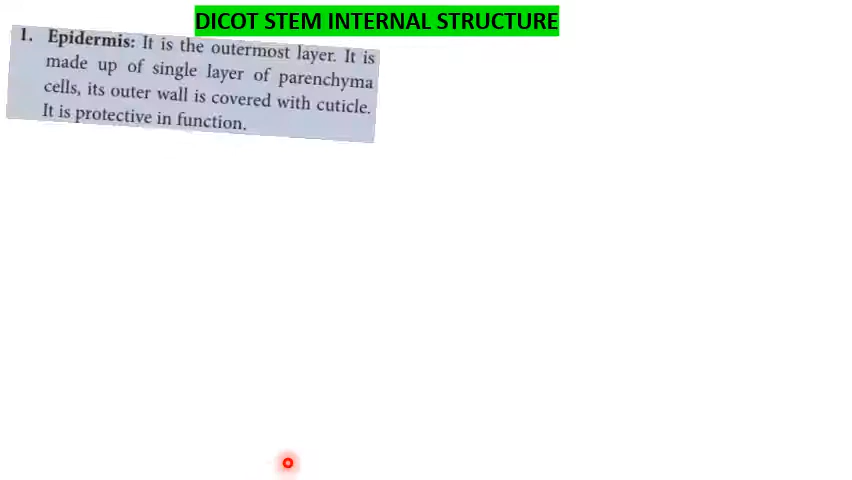 DICOT STEM INTERNAL STRUCTURE
1. Epidermis: It is the outermost layer. It is
made up of single layer of parenchyma
cells, its outer wall is covered with cuticle.
It is protective in function.